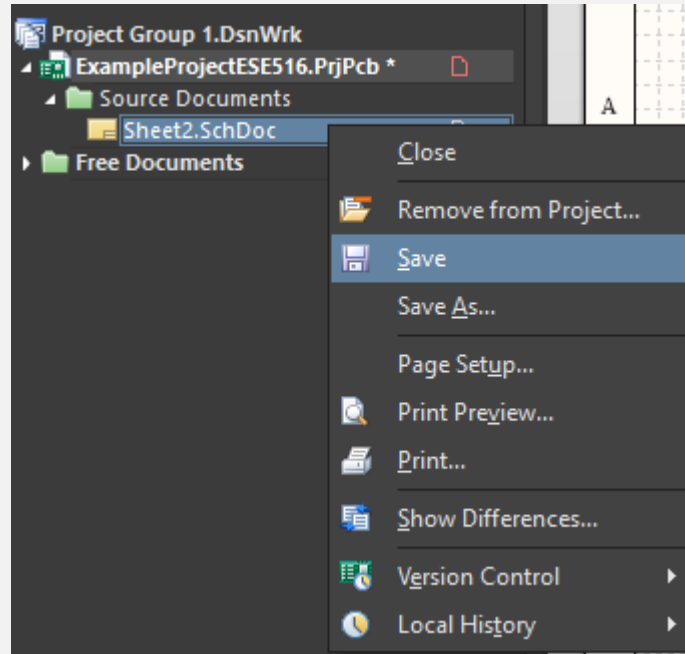 Project Group 1.DsnWrk
ExampleProjectESE516.PrjPcb *
Source Documents
Sheet2.SchDoc
Free Documents
A
Close
Remove from Project...
Save
Save As...
Page Setup...
Print Preview...
Print...
Show Differences...
Version Control
Local History